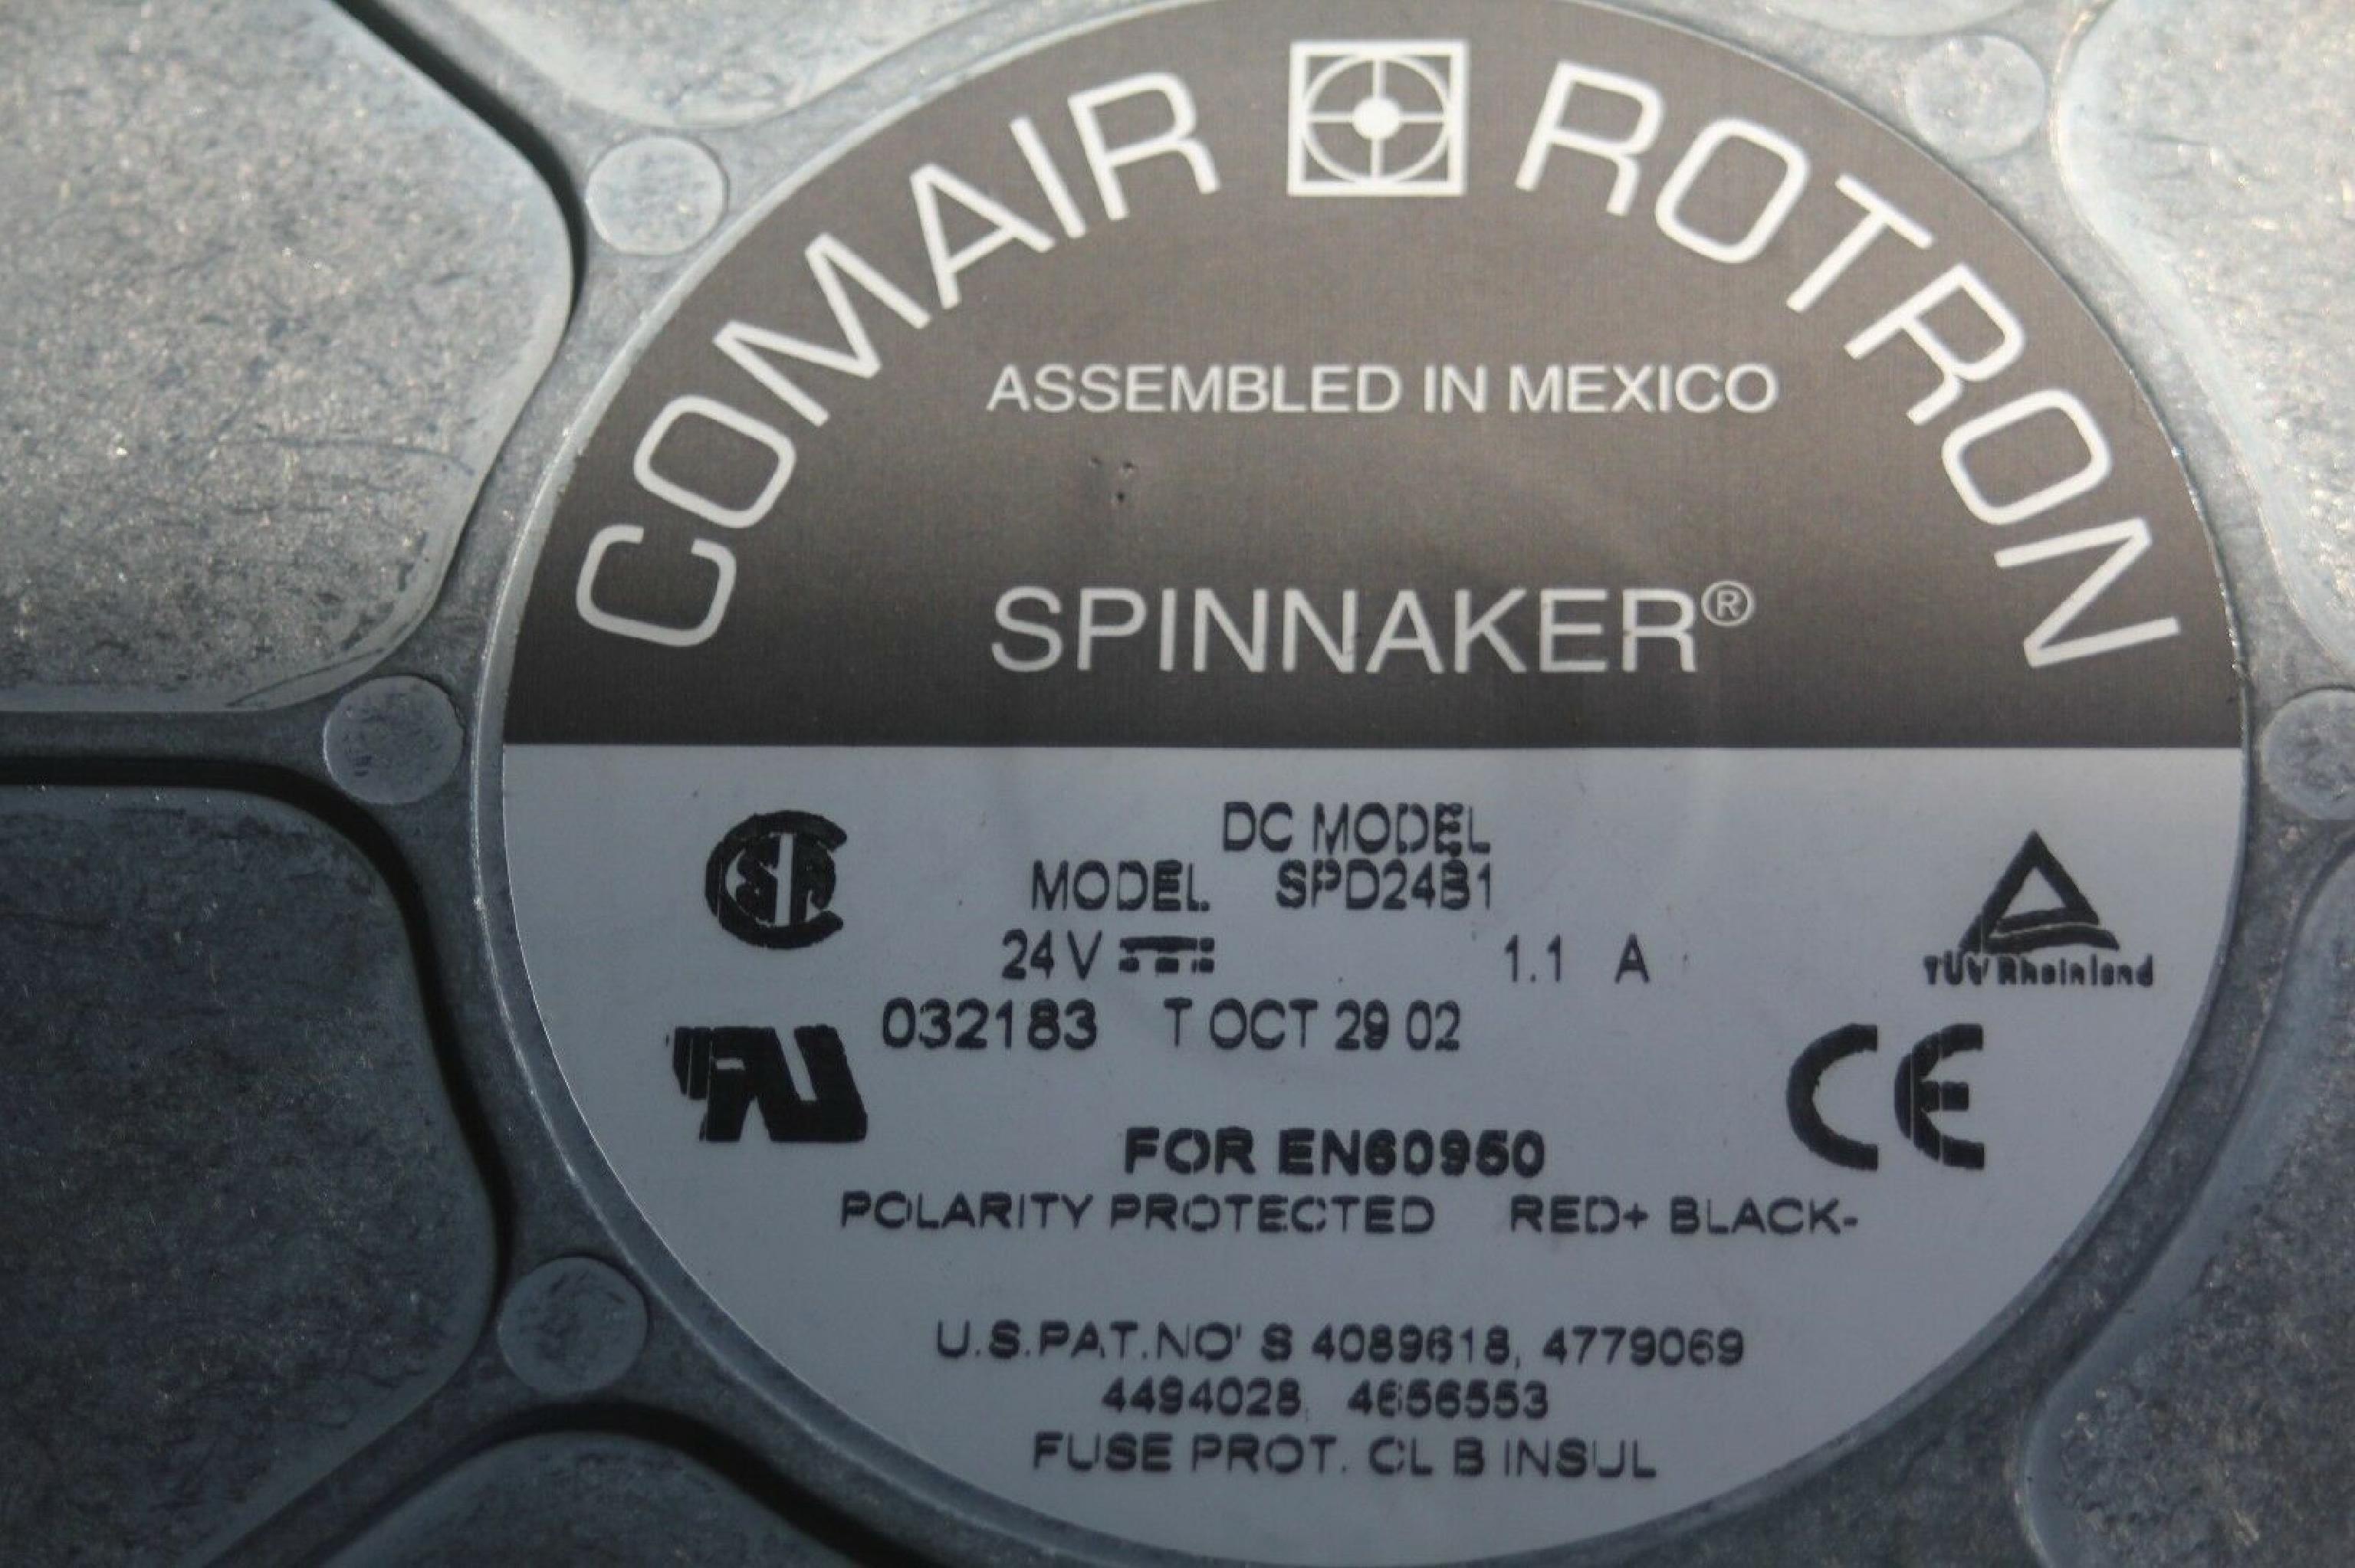 COMAIR ROTRON
ASSEMBLED IN MEXICO
SPINNAKER®
DC MODEL
MODEL SPD24B1
24 V 1.1 A
032183 T OCT 29 02
FOR EN60950
POLARITY PROTECTED RED+ BLACK-
U.S.PAT.NO' S 4089618, 4779069
4494028, 4656553
FUSE PROT. CL B INSUL
TÜV Rheinland
CE